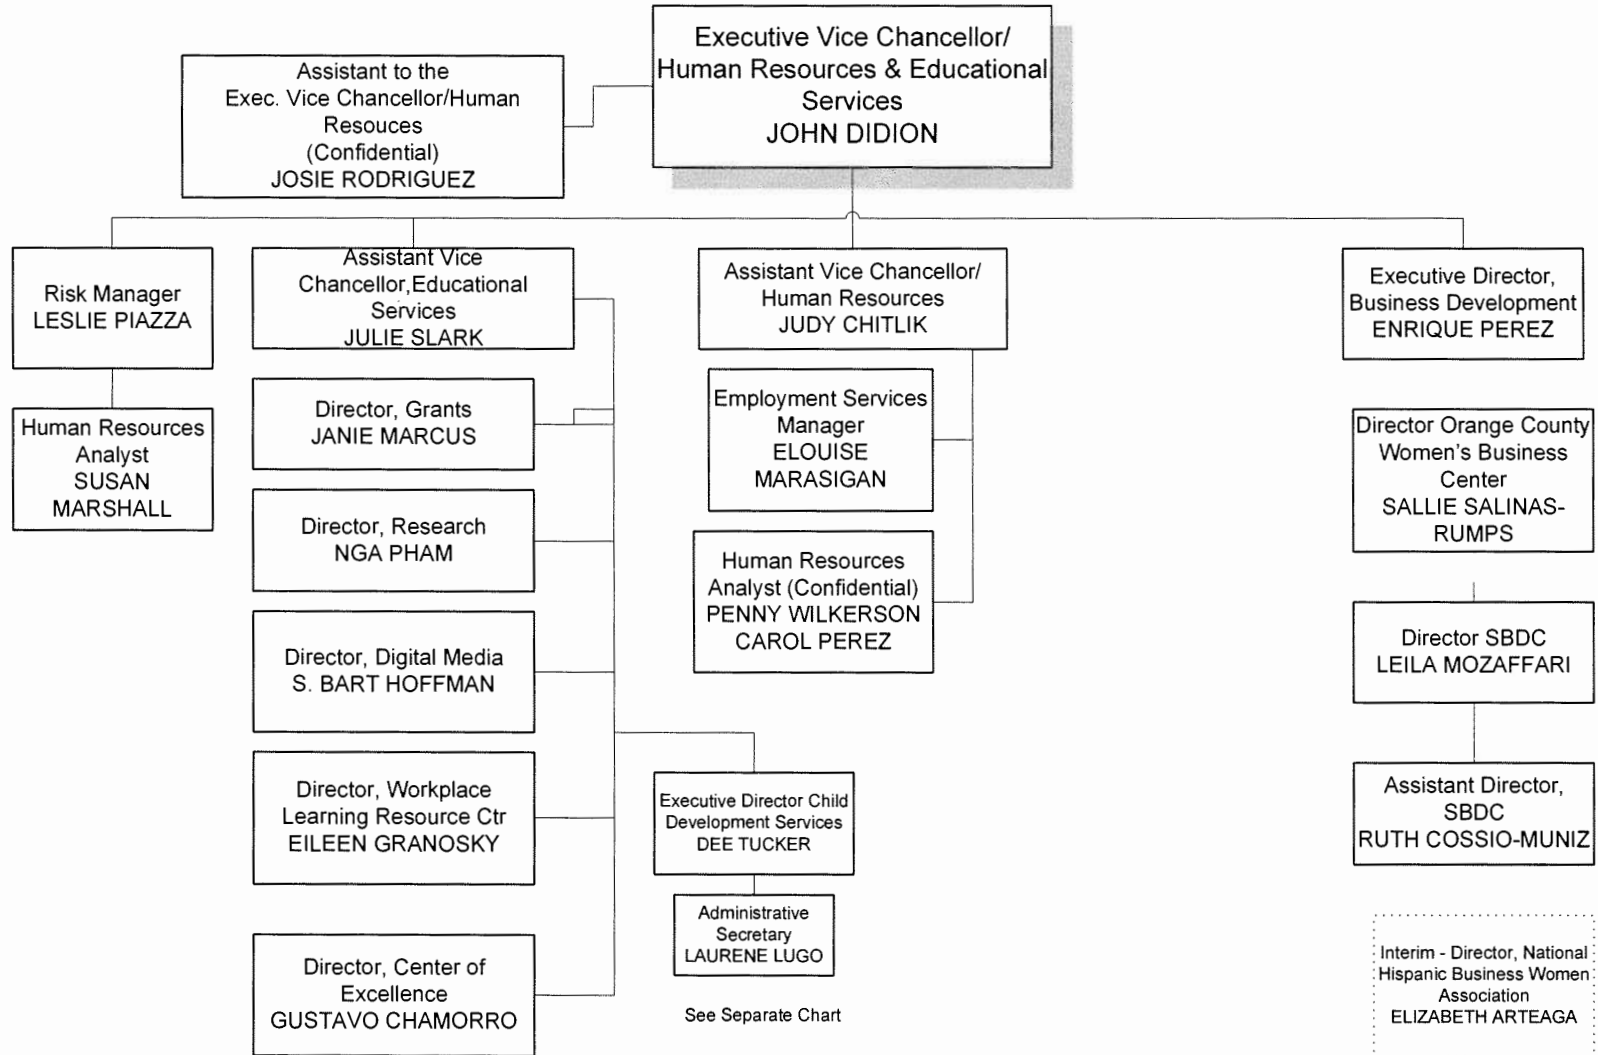 Executive Vice Chancellor/
Human Resources & Educational
Services
JOHN DIDION
Assistant to the
Exec. Vice Chancellor/Human
Resouces
(Confidential)
JOSIE RODRIGUEZ
Risk Manager
LESLIE PIAZZA
Human Resources
Analyst
SUSAN
MARSHALL
Assistant Vice
Chancellor,Educational
Services
JULIE SLARK
Director, Grants
JANIE MARCUS
Director, Research
NGA PHAM
Director, Digital Media
S. BART HOFFMAN
Director, Workplace
Learning Resource Ctr
EILEEN GRANOSKY
Director, Center of
Excellence
GUSTAVO CHAMORRO
Executive Director Child
Development Services
DEE TUCKER
Administrative
Secretary
LAURENE LUGO
See Separate Chart
Assistant Vice Chancellor/
Human Resources
JUDY CHITLIK
Employment Services
Manager
ELOUISE
MARASIGAN
Human Resources
Analyst (Confidential)
PENNY WILKERSON
CAROL PEREZ
Executive Director,
Business Development
ENRIQUE PEREZ
Director Orange County
Women's Business
Center
SALLIE SALINAS-
RUMPS
Director SBDC
LEILA MOZAFFARI
Assistant Director,
SBDC
RUTH COSSIO-MUNIZ
Interim - Director, National
Hispanic Business Women
Association
ELIZABETH ARTEAGA